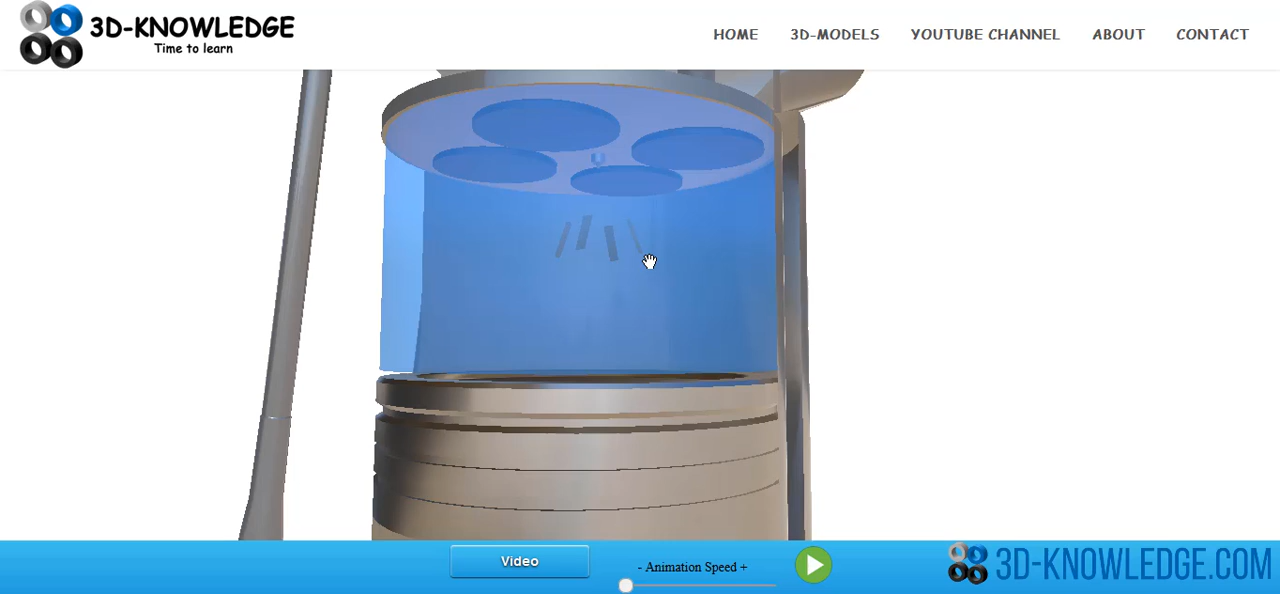 3D-KNOWLEDGE
Time to learn
HOME 3D-MODELS YOUTUBE CHANNEL ABOUT CONTACT
Video
- Animation Speed +
3D-KNOWLEDGE.COM